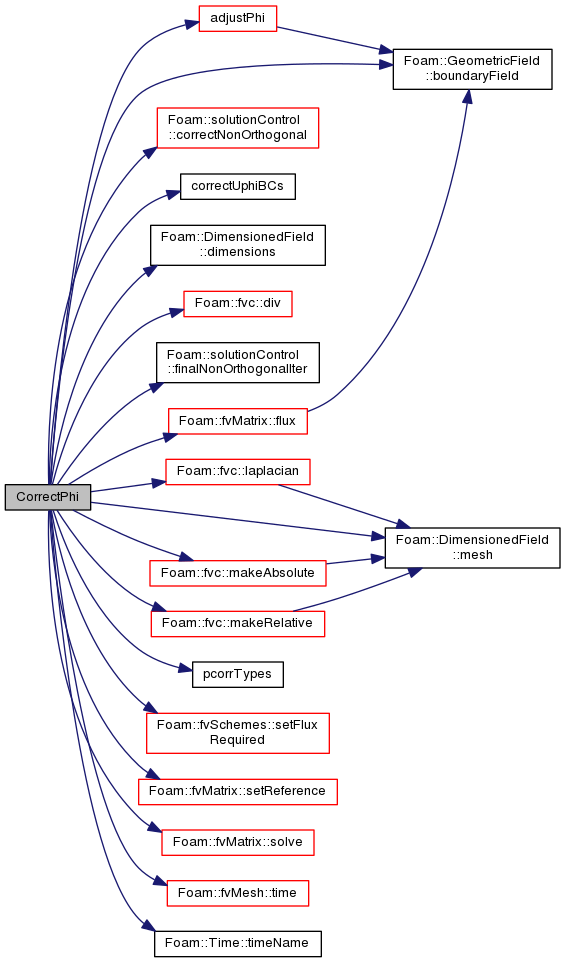 adjustPhi
Foam::GeometricField
::boundaryField
Foam::solutionControl
::correctNonOrthogonal
correctUphiBCs
Foam::DimensionedField
::dimensions
Foam::fvc::div
Foam::solutionControl
::finalNonOrthogonalIter
Foam::fvMatrix::flux
Foam::fvc::laplacian
CorrectPhi
Foam::DimensionedField
::mesh
Foam::fvc::makeAbsolute
Foam::fvc::makeRelative
pcorrTypes
Foam::fvSchemes::setFlux
Required
Foam::fvMatrix::setReference
Foam::fvMatrix::solve
Foam::fvMesh::time
Foam::Time::timeName